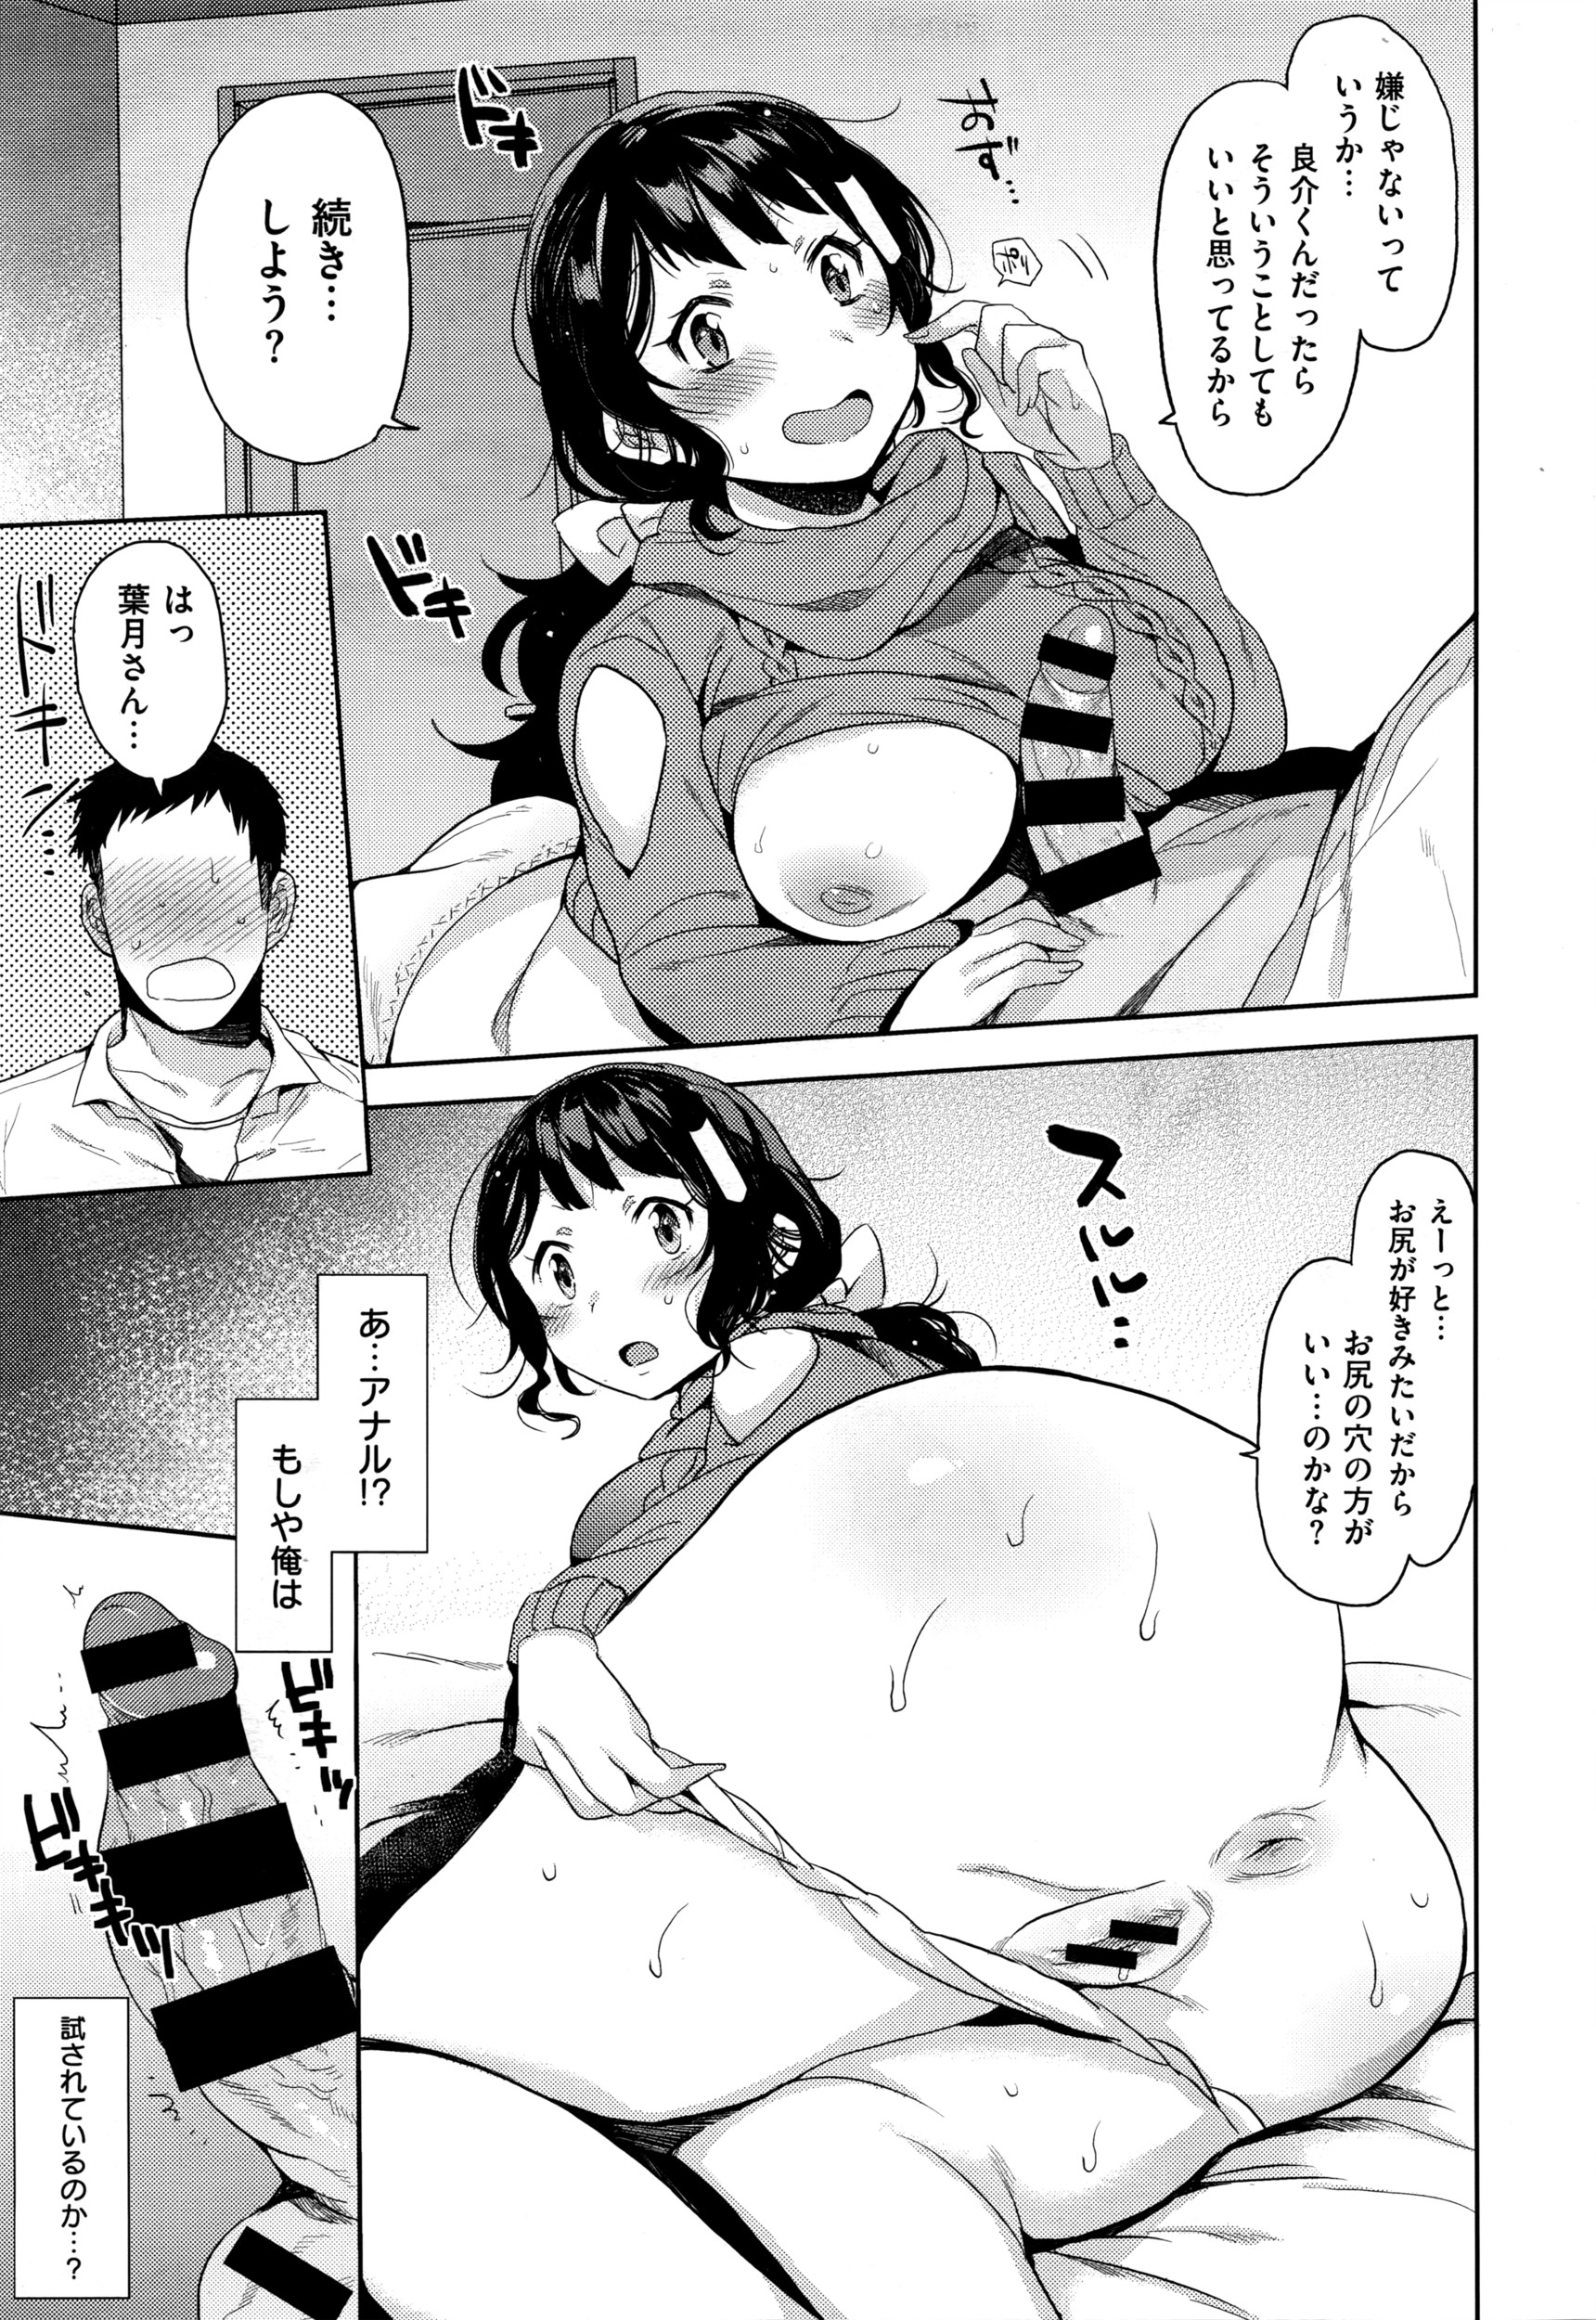 嫌じゃないって
いうか…
良介くんだったら
そういうことしても
いいと思ってるから
おず…
ドキ
続き…
しよう？
ドキ
はっ
葉月さん…
ドキ
えーっと…
お尻が好きみたいだから
お尻の穴の方が
いい…のかな？
スルル…
あ…アナル!?
もしや俺は
ビキッ
ビキキッ
試されているのか…？